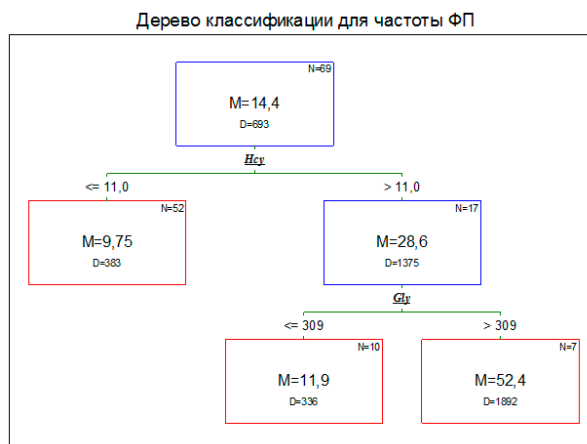 Дерево классификации для частоты ФП
N=69
M=14,4
D=693
Hcy
<= 11,0 > 11,0
N=52 N=17
M=9,75 M=28,6
D=383 D=1375
Gly
<= 309 > 309
N=10 N=7
M=11,9 M=52,4
D=336 D=1892